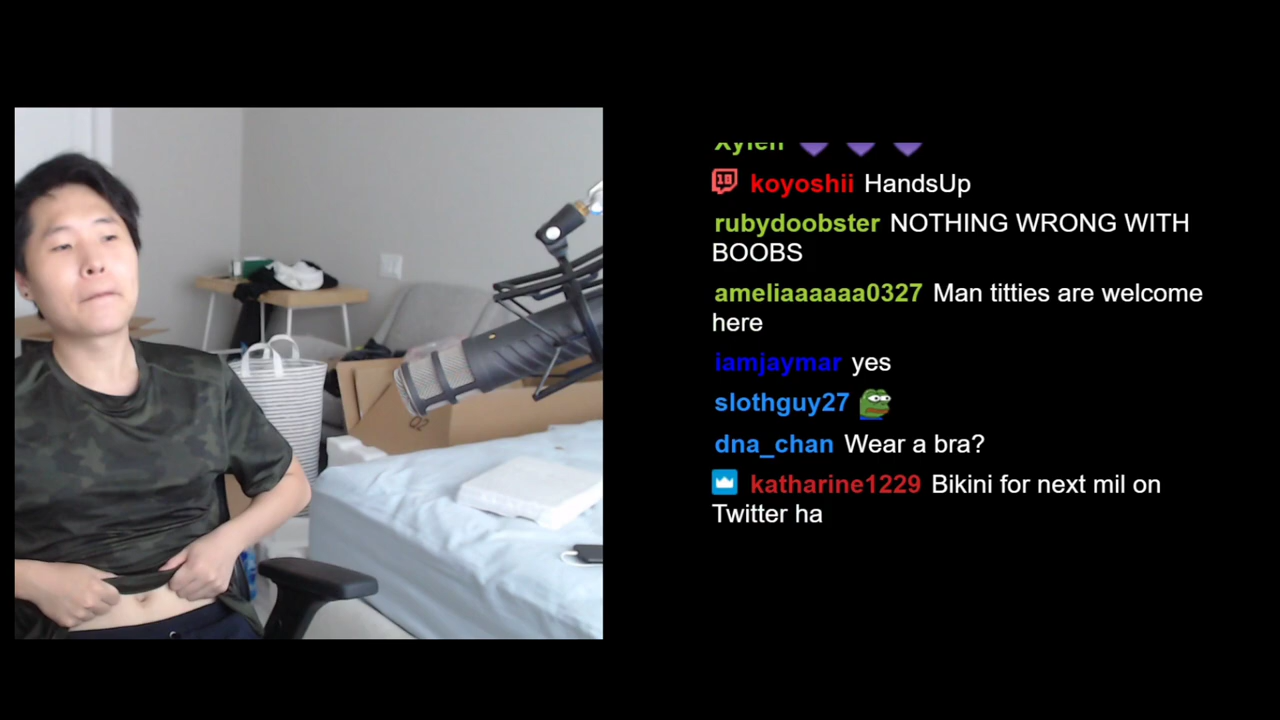 Xyfen
koyoshii HandsUp
rubydoobster NOTHING WRONG WITH
BOOBS
ameliaaaaaa0327 Man titties are welcome
here
iamjaymar yes
slothguy27
dna_chan Wear a bra?
katharine1229 Bikini for next mil on
Twitter ha